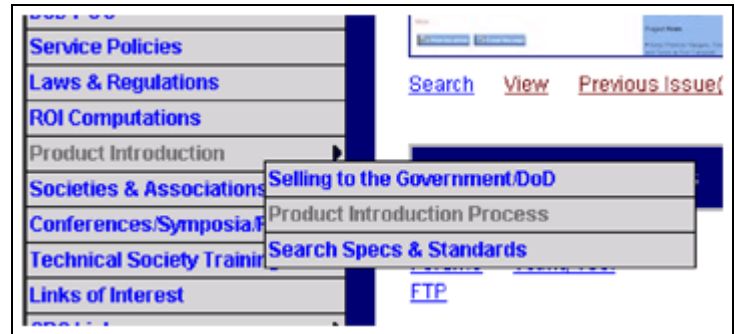 Service Policies
Laws & Regulations
ROI Computations
Product Introduction
Societies & Associations
Conferences/Symposia/
Technical Society Training
Links of Interest
Selling to the Government/DoD
Product Introduction Process
Search Specs & Standards
Search View Previous Issue(
FTP